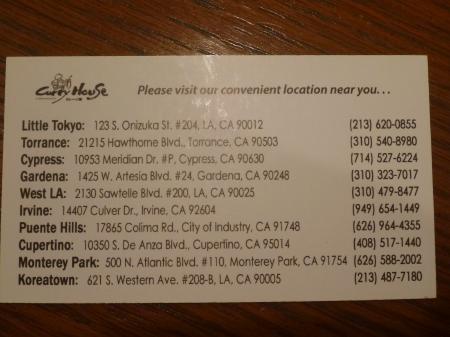 Curry House
Please visit our convenient location near you. . .
Little Tokyo: 123 S. Onizuka St. #204, LA, CA 90012 (213) 620-0855
Torrance: 21215 Hawthorne Blvd., Torrance, CA 90503 (310) 540-8980
Cypress: 10953 Meridian Dr. #P, Cypress, CA 90630 (714) 527-6224
Gardena: 1425 W. Artesia Blvd. #24, Gardena, CA 90248 (310) 323-7017
West LA: 2130 Sawtelle Blvd. #200, LA, CA 90025 (310) 479-8477
Irvine: 14407 Culver Dr., Irvine, CA 92604 (949) 654-1449
Puente Hills: 17865 Colima Rd., City of Industry, CA 91748 (626) 964-4355
Cupertino: 10350 S. De Anza Blvd., Cupertino, CA 95014 (408) 517-1440
Monterey Park: 500 N. Atlantic Blvd. #110, Monterey Park, CA 91754 (626) 588-2002
Koreatown: 621 S. Western Ave. #208-B, LA, CA 90005 (213) 487-7180